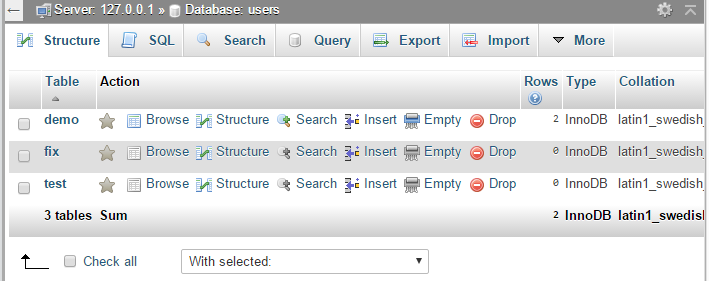 Server: 127.0.0.1 » Database: users
Structure SQL Search Query Export Import More
Table Action Rows Type Collation
demo Browse Structure Search Insert Empty Drop 2 InnoDB latin1_swedish_
fix Browse Structure Search Insert Empty Drop 0 InnoDB latin1_swedish_
test Browse Structure Search Insert Empty Drop 0 InnoDB latin1_swedish_
3 tables Sum 2 InnoDB latin1_swedish_
Check all With selected: